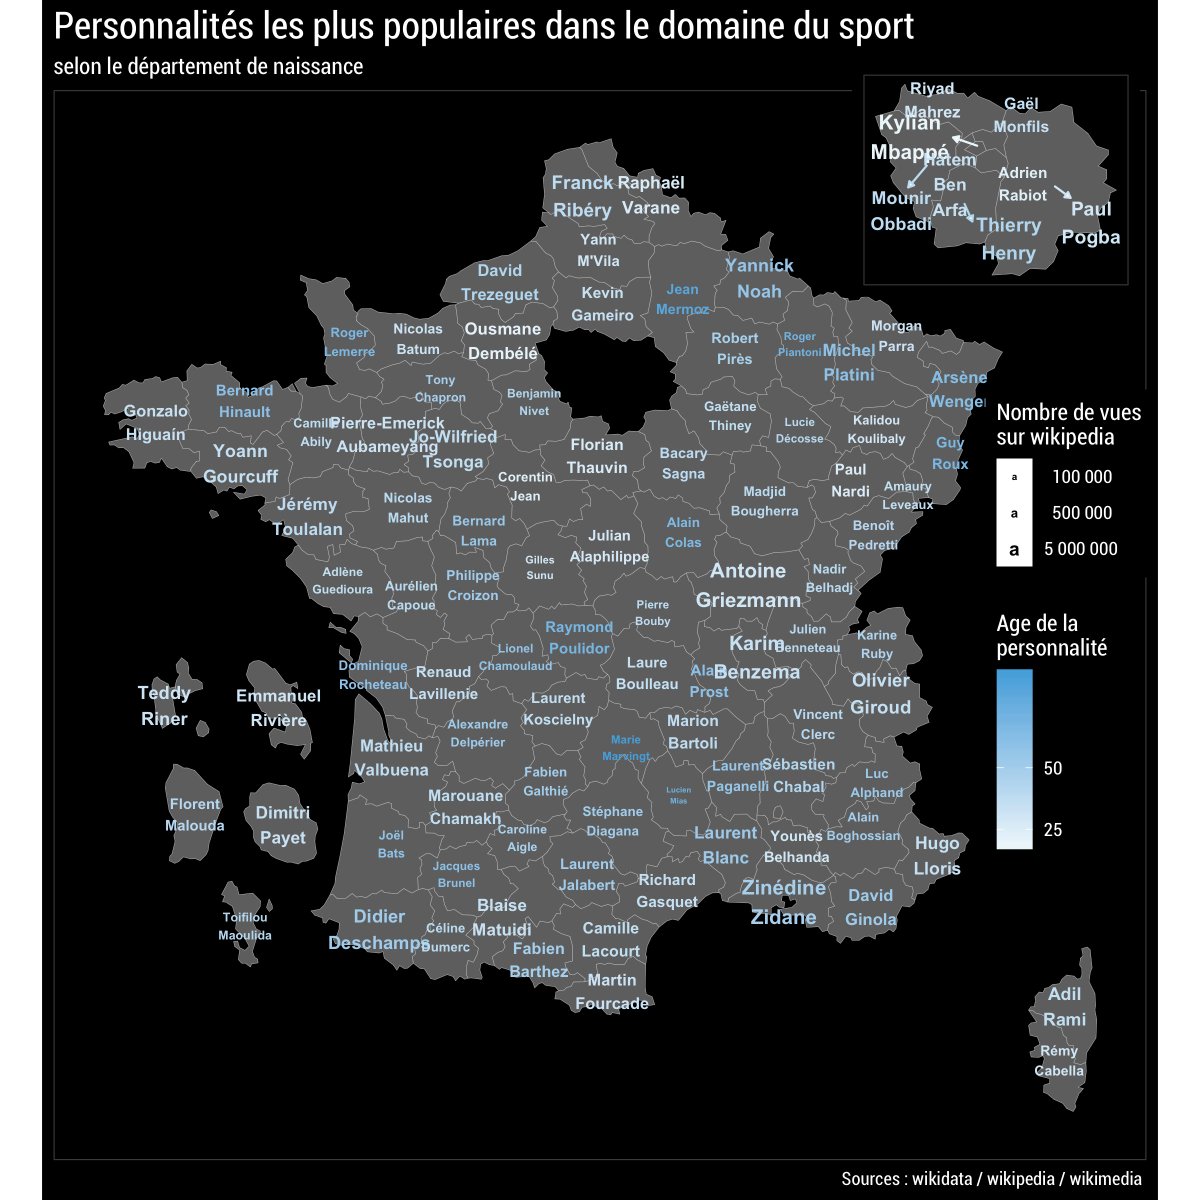 Personnalités les plus populaires dans le domaine du sport
selon le département de naissance
Riyad
Mahrez
Gaël
Monfils
Kylian
Mbappé
Hatem
Ben
Arfa
Adrien
Rabiot
Mounir
Obbadi
Thierry
Henry
Paul
Pogba
Franck
Ribéry
Raphaël
Varane
Yann
M'Vila
David
Trezeguet
Kevin
Gameiro
Jean
Mermoz
Yannick
Noah
Roger
Lemerre
Nicolas
Batum
Ousmane
Dembélé
Robert
Pirès
Roger
Piantoni
Michel
Platini
Morgan
Parra
Arsène
Wenger
Bernard
Hinault
Tony
Chapron
Benjamin
Nivet
Gonzalo
Higuaín
Camille
Abily
Pierre-Emerick
Aubameyang
Jo-Wilfried
Tsonga
Yoann
Gourcuff
Florian
Thauvin
Gaëtane
Thiney
Lucie
Décosse
Kalidou
Koulibaly
Guy
Roux
Bacary
Sagna
Paul
Nardi
Amaury
Leveaux
Corentin
Jean
Jérémy
Toulalan
Nicolas
Mahut
Bernard
Lama
Madjid
Bougherra
Alain
Colas
Benoît
Pedretti
Julian
Alaphilippe
Gilles
Sunu
Adlène
Guedioura
Aurélien
Capoue
Philippe
Croizon
Antoine
Griezmann
Nadir
Belhadj
Pierre
Bouby
Raymond
Poulidor
Lionel
Chamoulaud
Karim
Benzema
Julien
Benneteau
Karine
Ruby
Dominique
Rocheteau
Renaud
Lavillenie
Laure
Boulleau
Alain
Prost
Olivier
Giroud
Teddy
Riner
Emmanuel
Rivière
Laurent
Koscielny
Marion
Bartoli
Vincent
Clerc
Alexandre
Delpérier
Marie
Marvingt
Mathieu
Valbuena
Fabien
Galthié
Laurent
Paganelli
Sébastien
Chabal
Luc
Alphand
Lucien
Mias
Marouane
Chamakh
Florent
Malouda
Dimitri
Payet
Stéphane
Diagana
Caroline
Aigle
Joël
Bats
Laurent
Blanc
Younès
Belhanda
Alain
Boghossian
Hugo
Lloris
Jacques
Brunel
Laurent
Jalabert
Richard
Gasquet
Zinédine
Zidane
David
Ginola
Toifilou
Maoulida
Didier
Deschamps
Blaise
Matuidi
Céline
Dumerc
Fabien
Barthez
Camille
Lacourt
Martin
Fourcade
Adil
Rami
Rémy
Cabella
Nombre de vues
sur wikipedia
a 100 000
a 500 000
a 5 000 000
Age de la
personnalité
50
25
Sources : wikidata / wikipedia / wikimedia